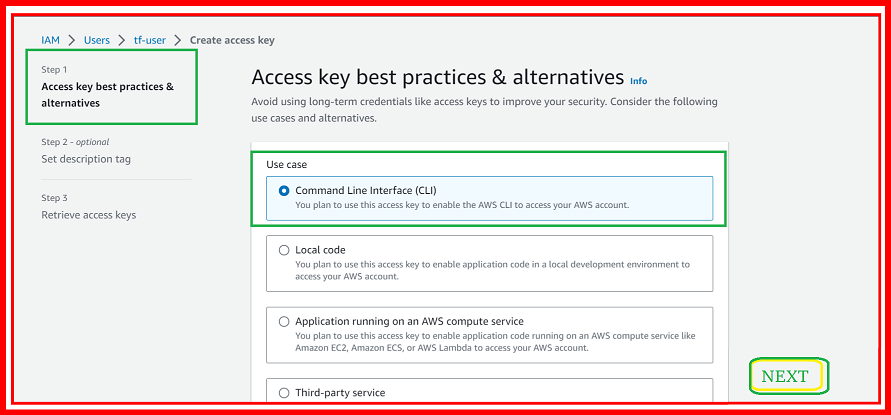 IAM > Users > tf-user > Create access key
Step 1
Access key best practices &
alternatives
Step 2 - optional
Set description tag
Step 3
Retrieve access keys
Access key best practices & alternatives Info
Avoid using long-term credentials like access keys to improve your security. Consider the following
use cases and alternatives.
Use case
Command Line Interface (CLI)
You plan to use this access key to enable the AWS CLI to access your AWS account.
Local code
You plan to use this access key to enable application code in a local development environment to
access your AWS account.
Application running on an AWS compute service
You plan to use this access key to enable application code running on an AWS compute service like
Amazon EC2, Amazon ECS, or AWS Lambda to access your AWS account.
Third-party service
NEXT